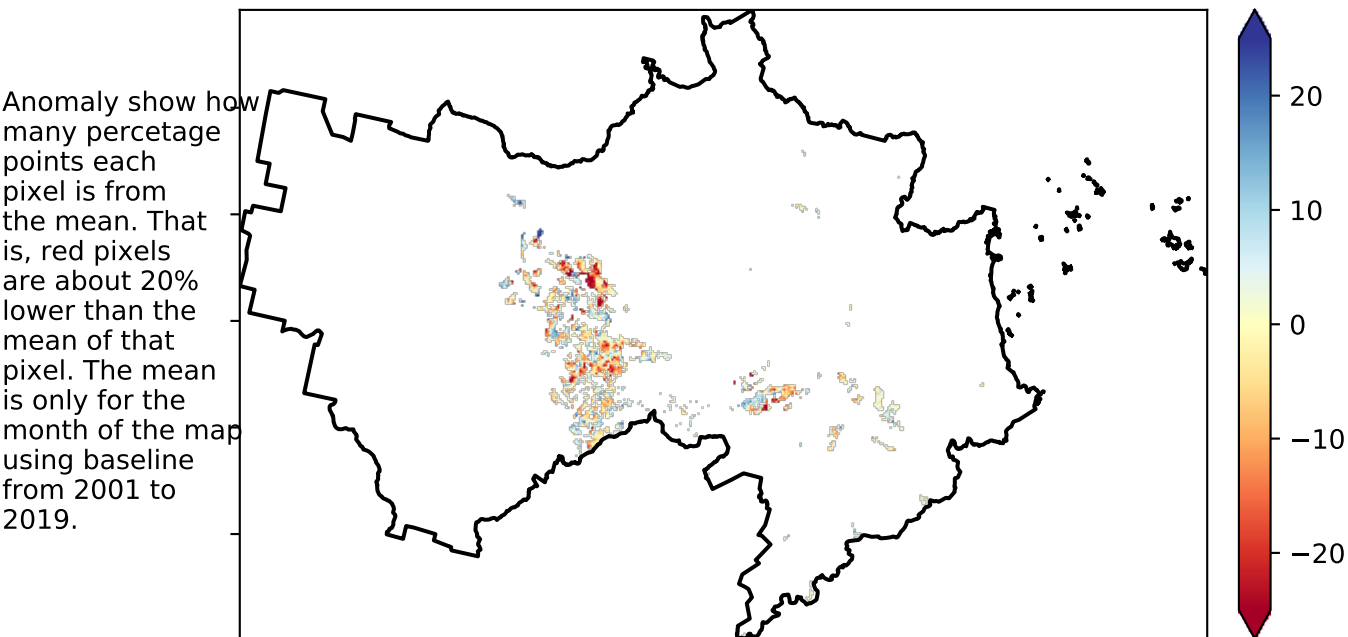 Anomaly show how
many percetage
points each
pixel is from
the mean. That
is, red pixels
are about 20%
lower than the
mean of that
pixel. The mean
is only for the
month of the map
using baseline
from 2001 to
2019.
20
10
0
−10
−20